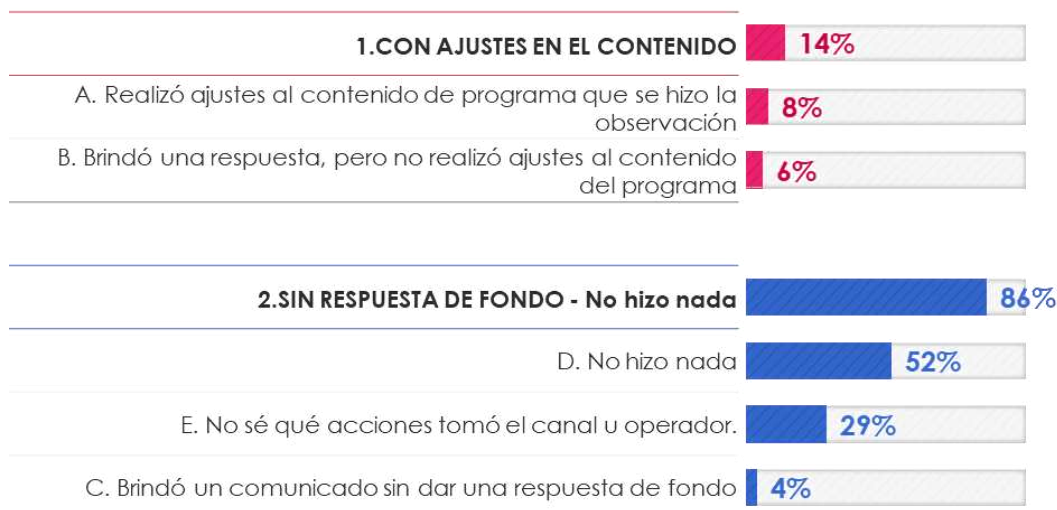 1.CON AJUSTES EN EL CONTENIDO 14%
A. Realizó ajustes al contenido de programa que se hizo la
observación 8%
B. Brindó una respuesta, pero no realizó ajustes al contenido
del programa 6%
2.SIN RESPUESTA DE FONDO - No hizo nada 86%
D. No hizo nada 52%
E. No sé qué acciones tomó el canal u operador. 29%
C. Brindó un comunicado sin dar una respuesta de fondo 4%